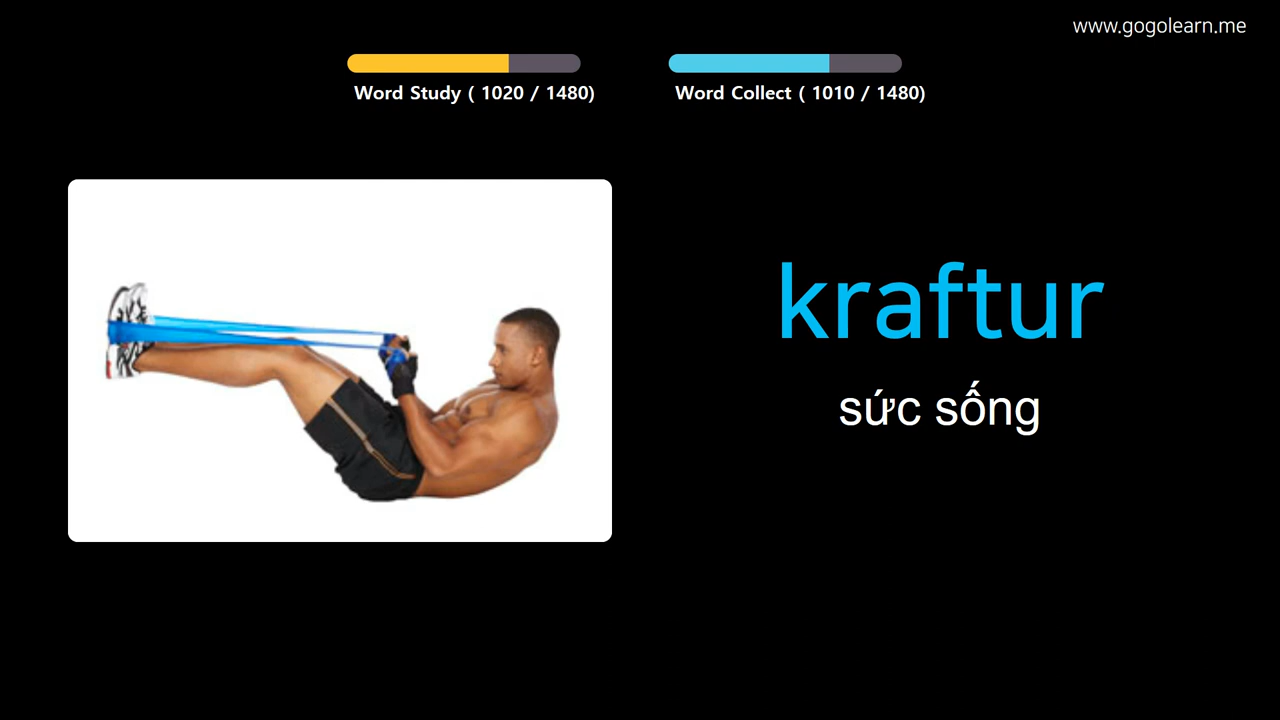 www.gogolearn.me
Word Study ( 1020 / 1480)
Word Collect ( 1010 / 1480)
kraftur
sức sống